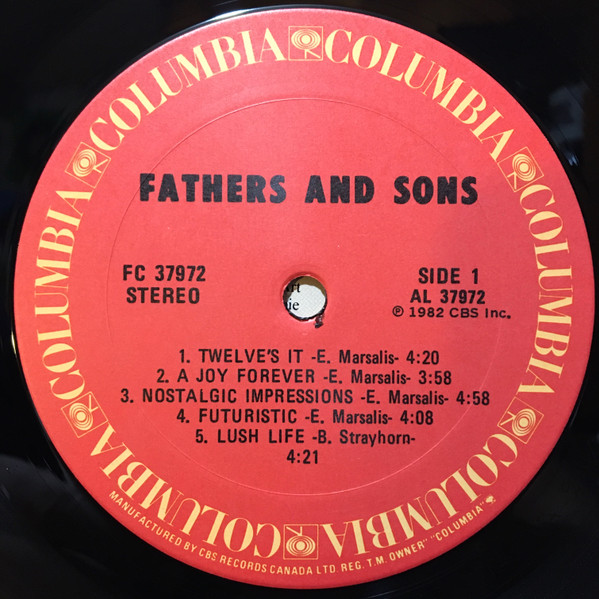 COLUMBIA COLUMBIA COLUMBIA COLUMBIA COLUMBIA COLUMBIA
FATHERS AND SONS
FC 37972
STEREO
SIDE 1
AL 37972
℗ 1982 CBS Inc.
1. TWELVE'S IT -E. Marsalis- 4:20
2. A JOY FOREVER -E. Marsalis- 3:58
3. NOSTALGIC IMPRESSIONS -E. Marsalis- 4:58
4. FUTURISTIC -E. Marsalis- 4:08
5. LUSH LIFE -B. Strayhorn-
4:21
MANUFACTURED BY CBS RECORDS CANADA LTD. REG. T.M. OWNER" "COLUMBIA"